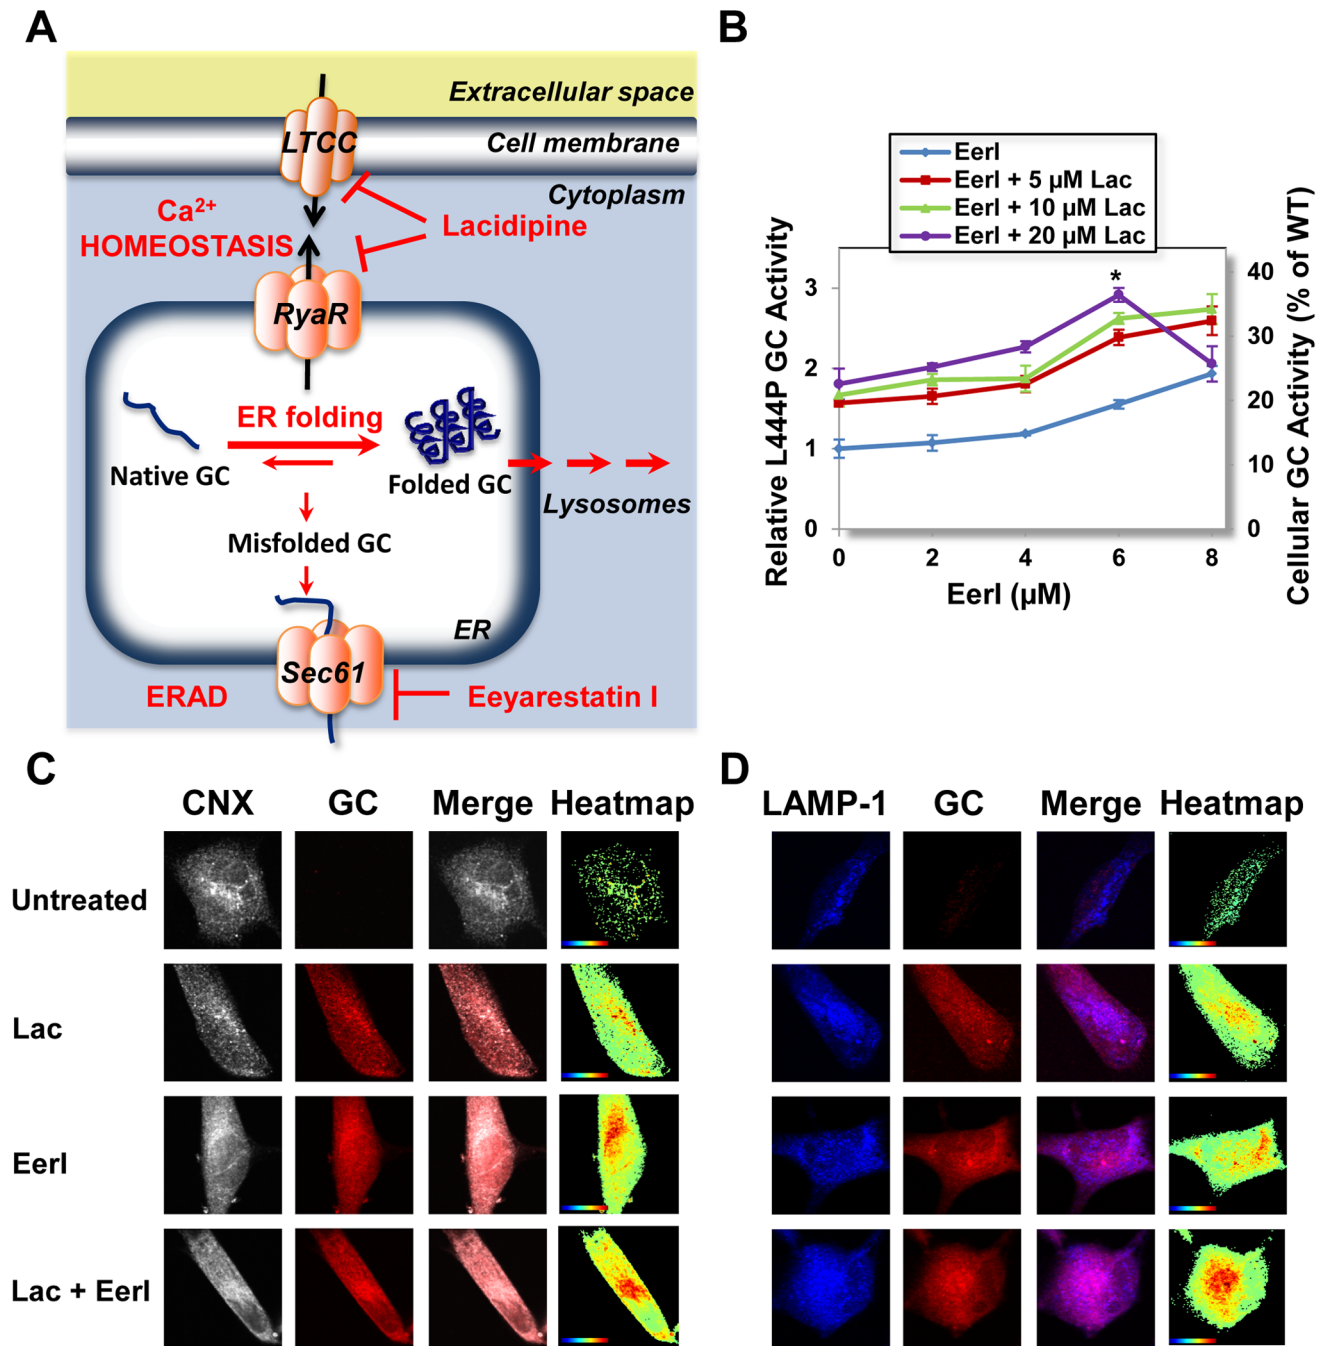 A
Extracellular space
LTCC
Cell membrane
Cytoplasm
Ca²⁺
HOMEOSTASIS
Lacidipine
RyaR
ER folding
Native GC
Folded GC
Lysosomes
Misfolded GC
ER
Sec61
ERAD
Eeyarestatin I
B
EerI
EerI + 5 µM Lac
EerI + 10 µM Lac
EerI + 20 µM Lac
Relative L444P GC Activity
3
2
1
0
*
40
30
20
10
0
Cellular GC Activity (% of WT)
0 2 4 6 8
EerI (µM)
C
CNX GC Merge Heatmap
Untreated
Lac
EerI
Lac + EerI
D
LAMP-1 GC Merge Heatmap